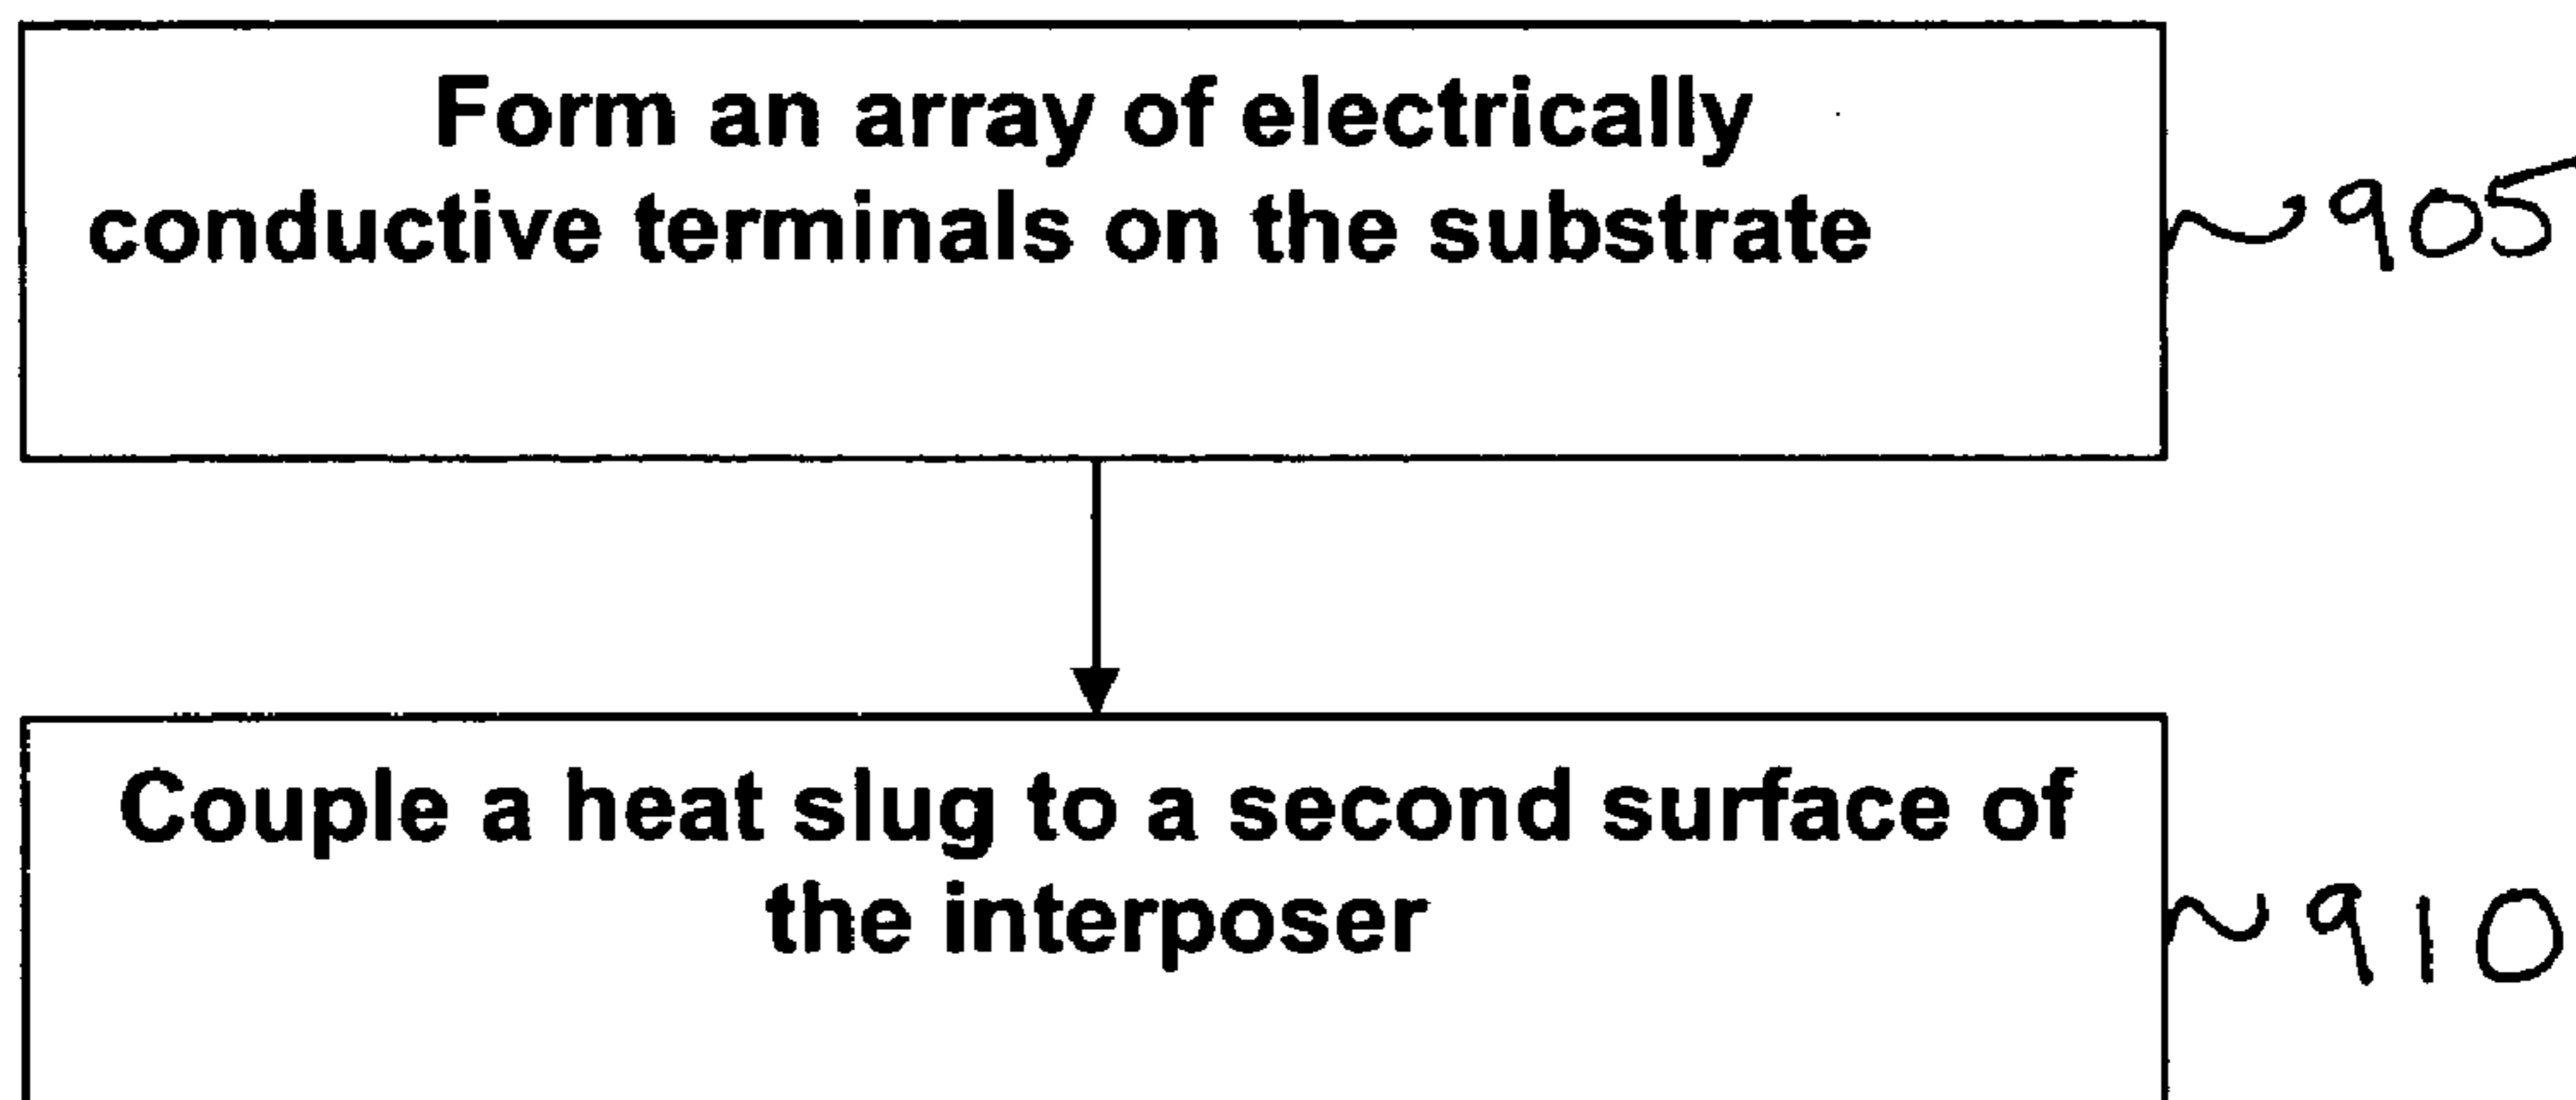 Form an array of electrically
conductive terminals on the substrate
905
Couple a heat slug to a second surface of
the interposer
910